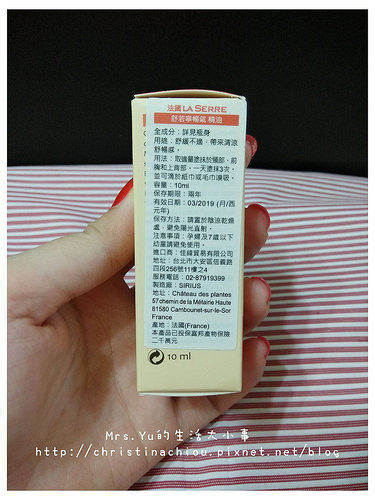 法國 LA SERRE
舒若寧暢氣 精油
全成分：詳見瓶身
用途：舒緩不適，帶來清涼
舒暢感。
用法：取適量塗抹於頸部、前
胸和上背部，一天塗抹3次。
並可滴於紙巾或毛巾嗅吸。
容量：10ml
保存期限：兩年
有效日期：03/2019 (月/西
元年)
保存方法：請置於陰涼乾燥
處，避免陽光直射。
注意事項：孕婦及7歲以下
幼童請避免使用。
進口商：佳緯貿易有限公司
地址：台北市大安區信義路
四段256號11樓之4
服務電話：02-87919399
製造廠：SIRIUS
地址： Château des plantes
57 chemin de la Métairie Haute
81580 Cambounet-sur-le-Sor
France
產地：法國(France)
本產品已投保富邦產物保險
二千萬元
10 ml
Mrs.Yu的生活大小事
http://christinachiou.pixnet.net/blog